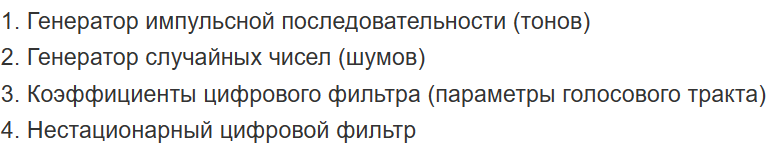 1. Генератор импульсной последовательности (тонов)
2. Генератор случайных чисел (шумов)
3. Коэффициенты цифрового фильтра (параметры голосового тракта)
4. Нестационарный цифровой фильтр